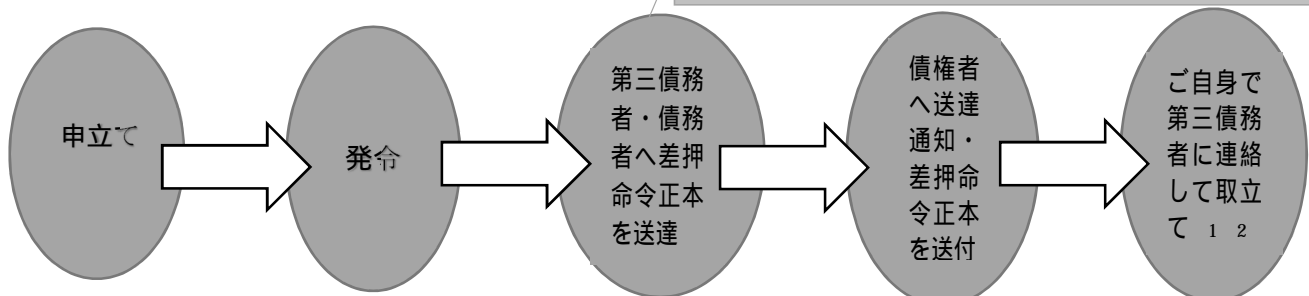 申立て
発令
第三債務
者・債務
者へ差押
命令正本
を送達
債権者
へ送達
通知・
差押命
令正本
を送付
ご自身で
第三債務
者に連絡
して取立
て 1 2